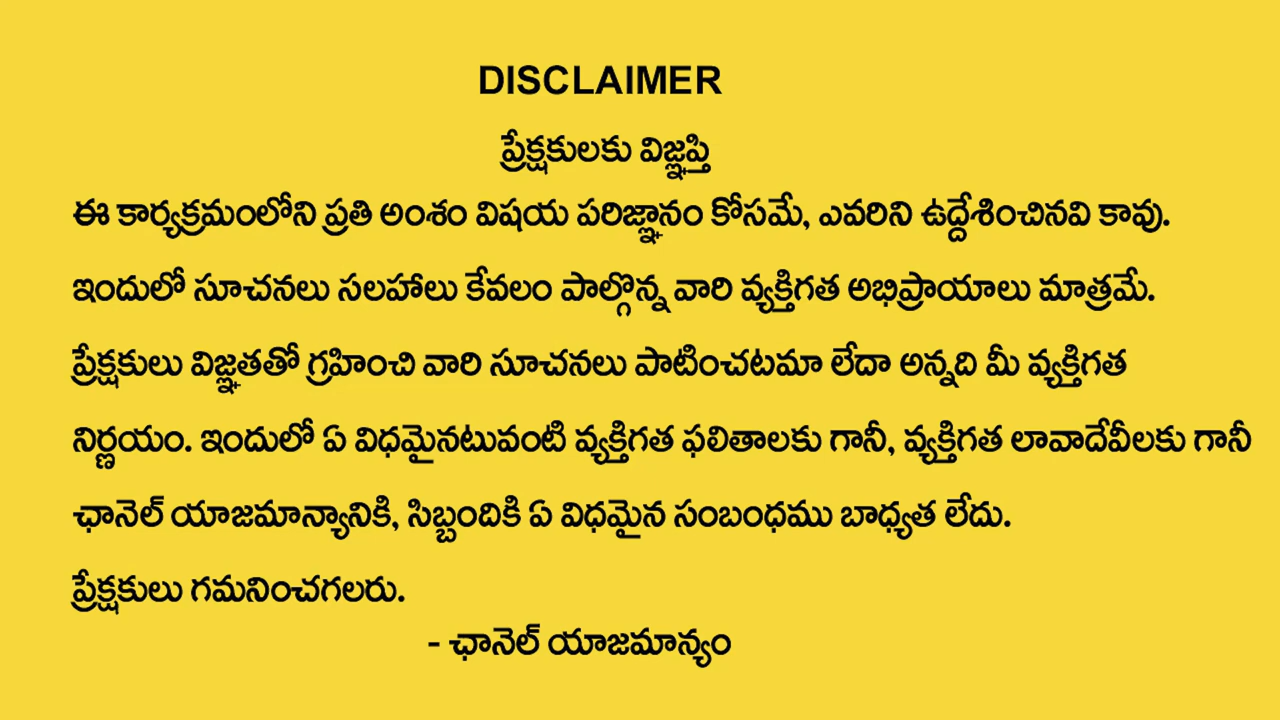 DISCLAIMER
ప్రేక్షకులకు విజ్ఞప్తి
ఈ కార్యక్రమంలోని ప్రతి అంశం విషయ పరిజ్ఞానం కోసమే, ఎవరిని ఉద్దేశించినవి కావు.
ఇందులో సూచనలు సలహాలు కేవలం పాల్గొన్న వారి వ్యక్తిగత అభిప్రాయాలు మాత్రమే.
ప్రేక్షకులు విజ్ఞతతో గ్రహించి వారి సూచనలు పాటించటమా లేదా అన్నది మీ వ్యక్తిగత
నిర్ణయం. ఇందులో ఏ విధమైనటువంటి వ్యక్తిగత ఫలితాలకు గానీ, వ్యక్తిగత లావాదేవీలకు గానీ
ఛానెల్ యాజమాన్యానికి, సిబ్బందికి ఏ విధమైన సంబంధము బాధ్యత లేదు.
ప్రేక్షకులు గమనించగలరు.
- ఛానెల్ యాజమాన్యం